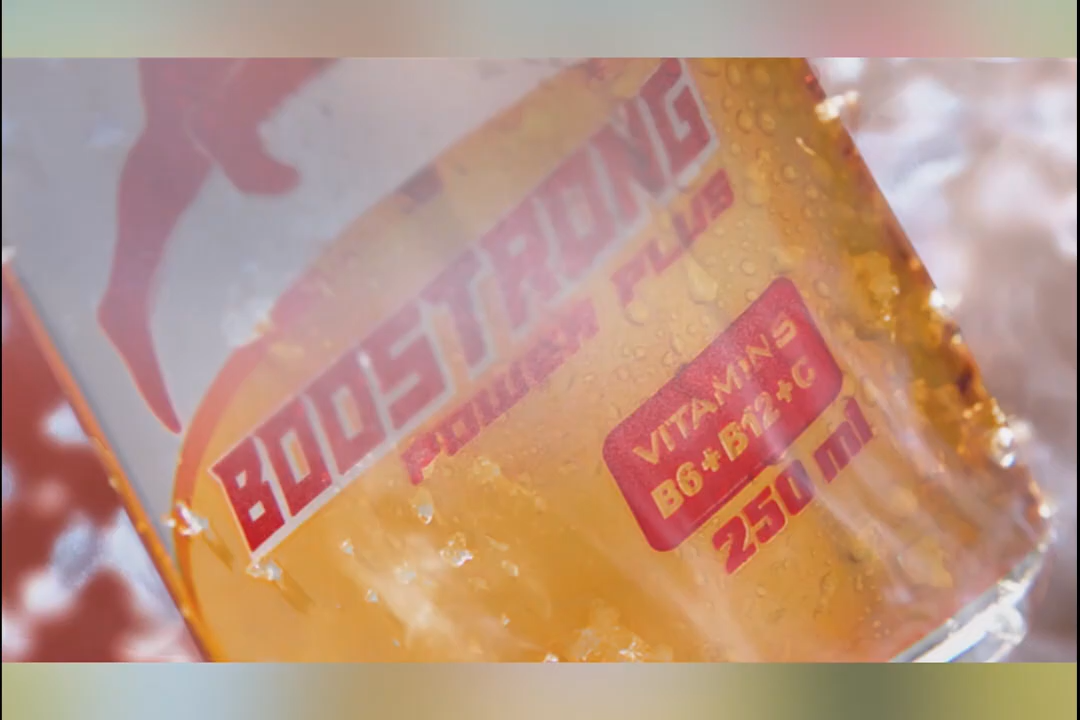 BOOSTRONG
POWER PLUS
VITAMINS
B6+B12+C
250 ml